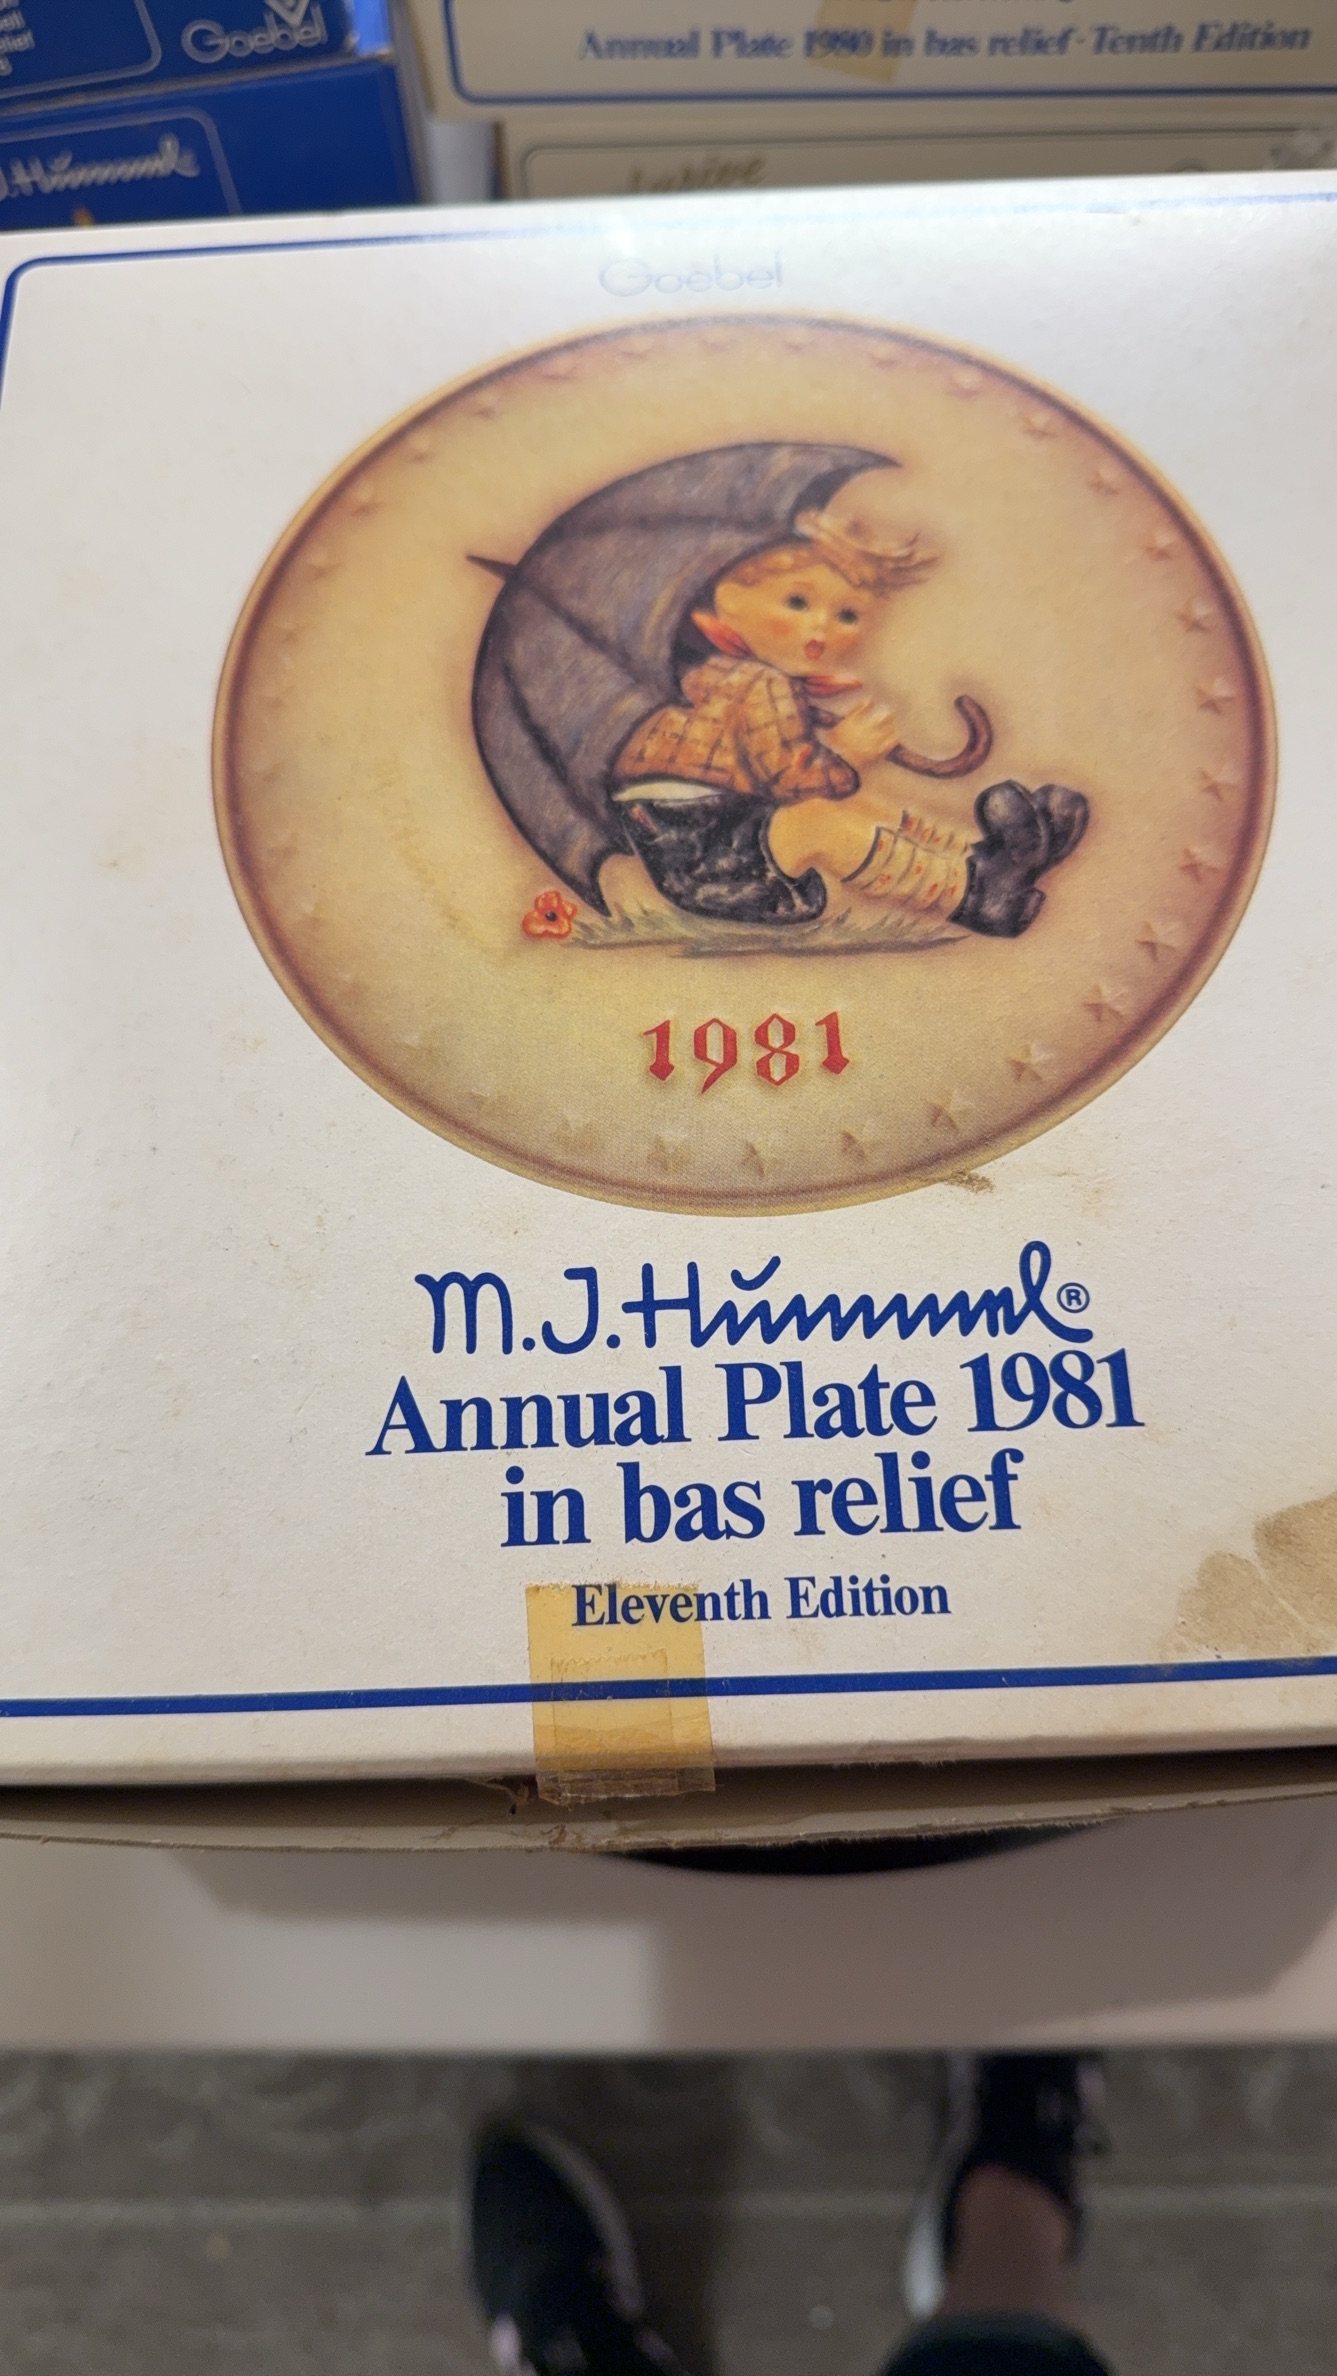 Goebel
Annual Plate 1980 in bas relief - Tenth Edition
J. Hummel
Goebel
1981
M.J. Hummel®
Annual Plate 1981
in bas relief
Eleventh Edition